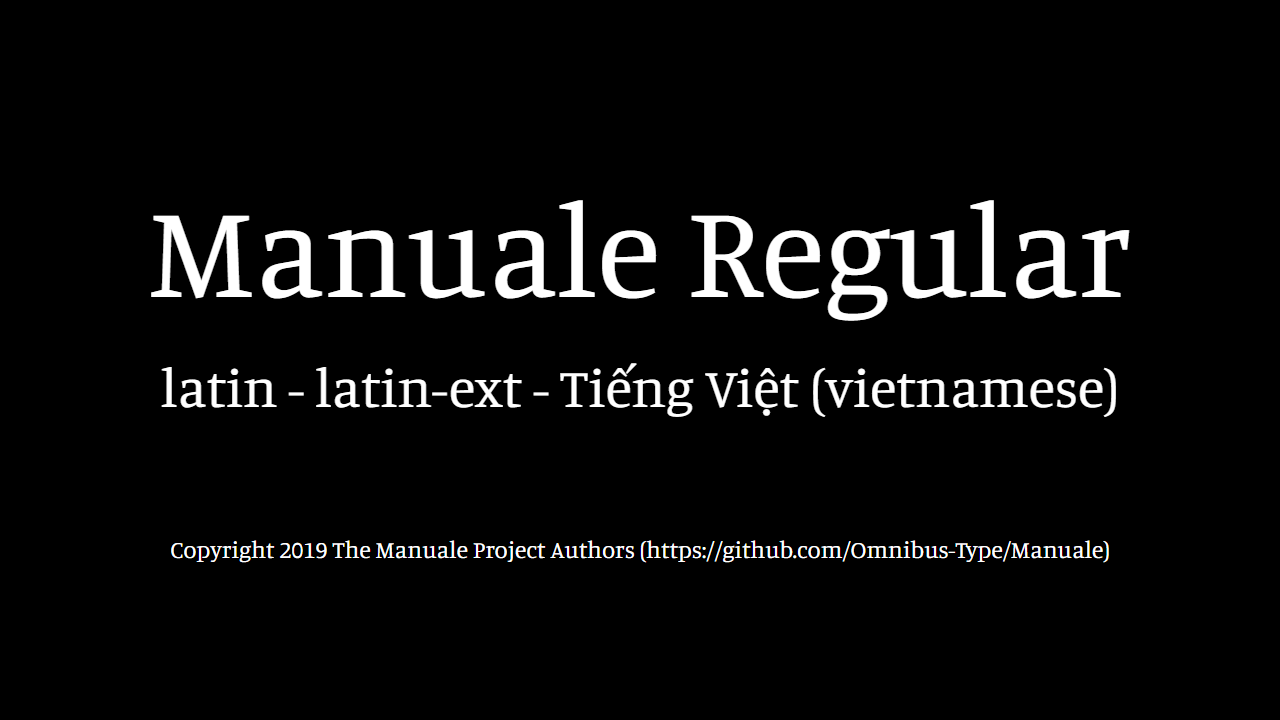 Manuale Regular
latin - latin-ext - Tiếng Việt (vietnamese)
Copyright 2019 The Manuale Project Authors (https://github.com/Omnibus-Type/Manuale)